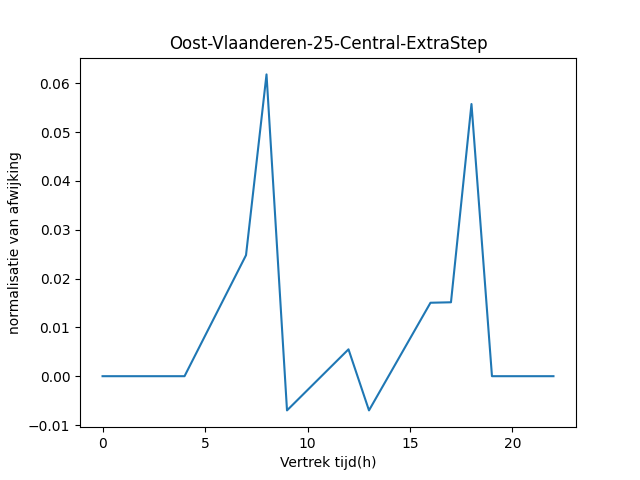 Oost-Vlaanderen-25-Central-ExtraStep
normalisatie van afwijking
0.06
0.05
0.04
0.03
0.02
0.01
0.00
−0.01
0 5 10 15 20
Vertrek tijd(h)